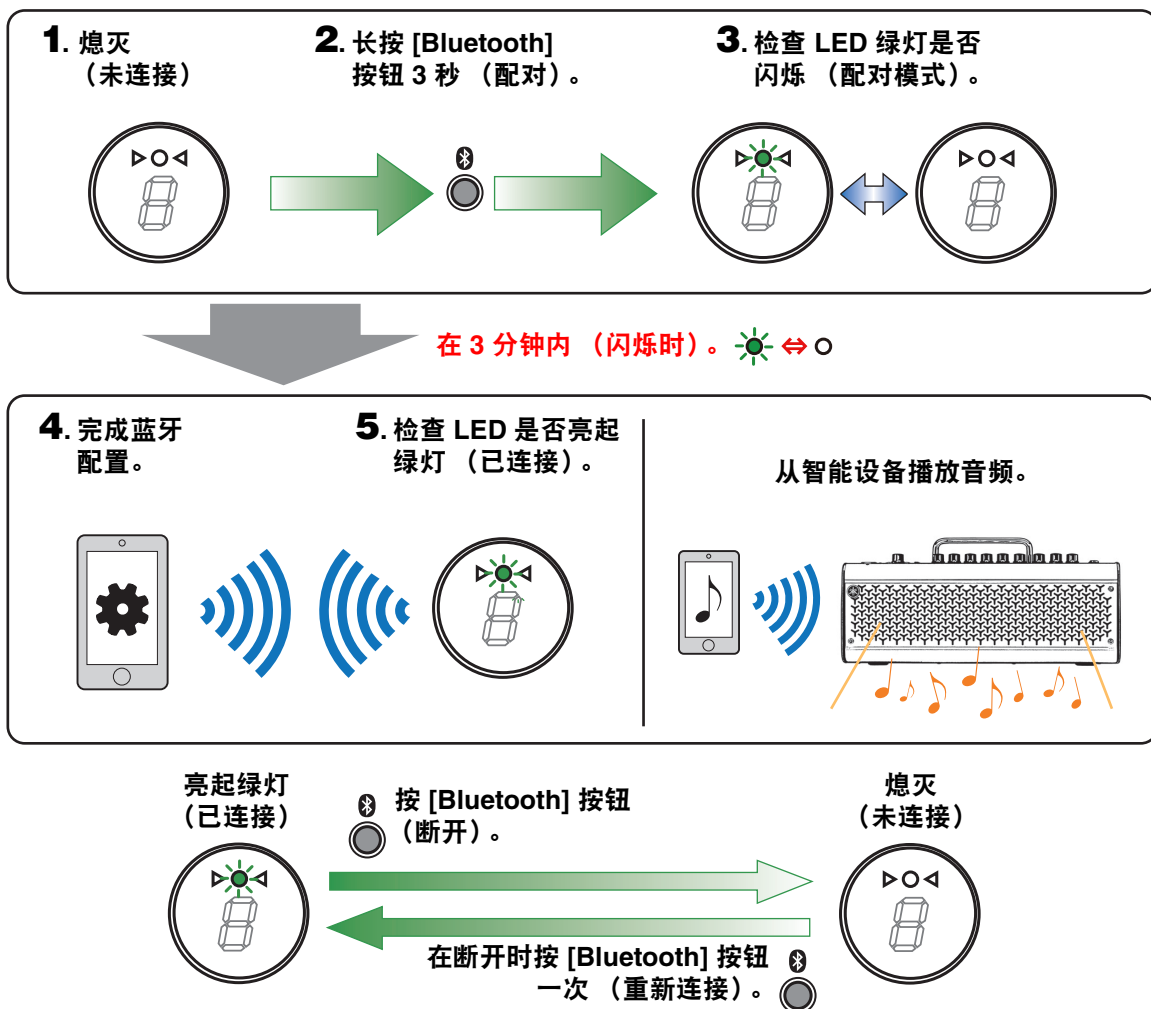 1. 熄灭
（未连接）
2. 长按 [Bluetooth]
按钮 3 秒 （配对）。
3. 检查 LED 绿灯是否
闪烁 （配对模式）。
在 3 分钟内 （闪烁时）。
4. 完成蓝牙
配置。
5. 检查 LED 是否亮起
绿灯 （已连接）。
从智能设备播放音频。
亮起绿灯
（已连接）
按 [Bluetooth] 按钮
（断开）。
熄灭
（未连接）
在断开时按 [Bluetooth] 按钮
一次 （重新连接）。